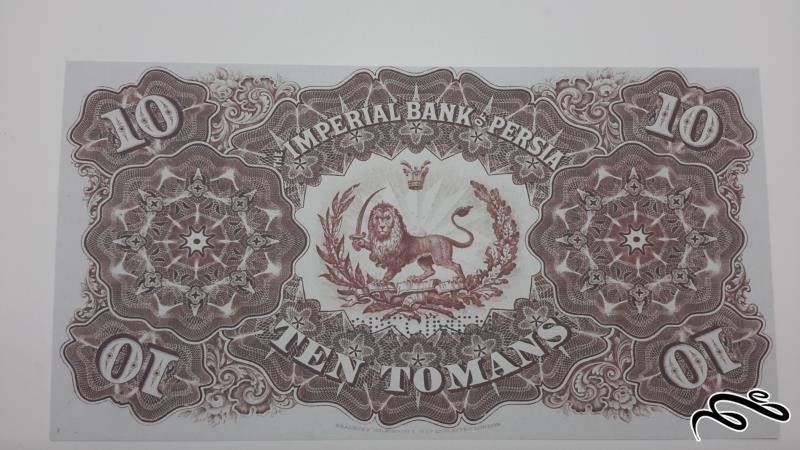 10 10
THE IMPERIAL BANK OF PERSIA
TEN TOMANS
10 10